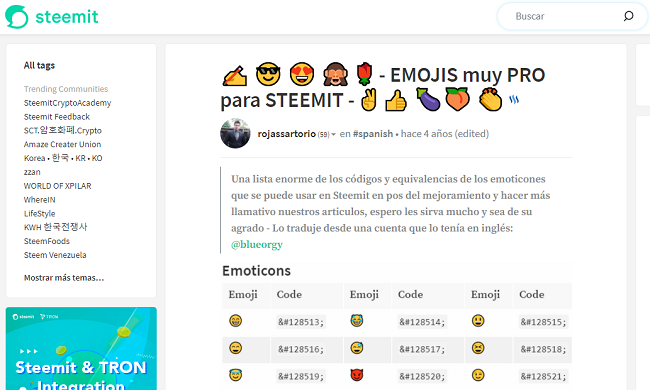 steemit
Buscar
All tags
Trending Communities
SteemitCryptoAcademy
Steemit Feedback
SCT.암호화폐.Crypto
Amaze Creater Union
Korea • 한국 • KR • KO
zzan
WORLD OF XPILAR
WhereIN
LifeStyle
KWH 한국전쟁사
SteemFoods
Steem Venezuela
Mostrar más temas...
steemit TRON
Steemit & TRON
Integration
✍ 😎 😍 🙈 🌹 - EMOJIS muy PRO
para STEEMIT - ✌ 👍 🍆 🍑 👏
rojassartorio (59) en #spanish • hace 4 años (edited)
Una lista enorme de los códigos y equivalencias de los emoticones
que se puede usar en Steemit en pos del mejoramiento y hacer más
llamativo nuestros articulos, espero les sirva mucho y sea de su
agrado - Lo traduje desde una cuenta que lo tenía en inglés:
@blueorgy
Emoticons
Emoji Code Emoji Code Emoji Code
😁 &#128513; 😂 &#128514; 😃 &#128515;
😄 &#128516; 😅 &#128517; 😆 &#128518;
😇 &#128519; 😈 &#128520; 😉 &#128521;